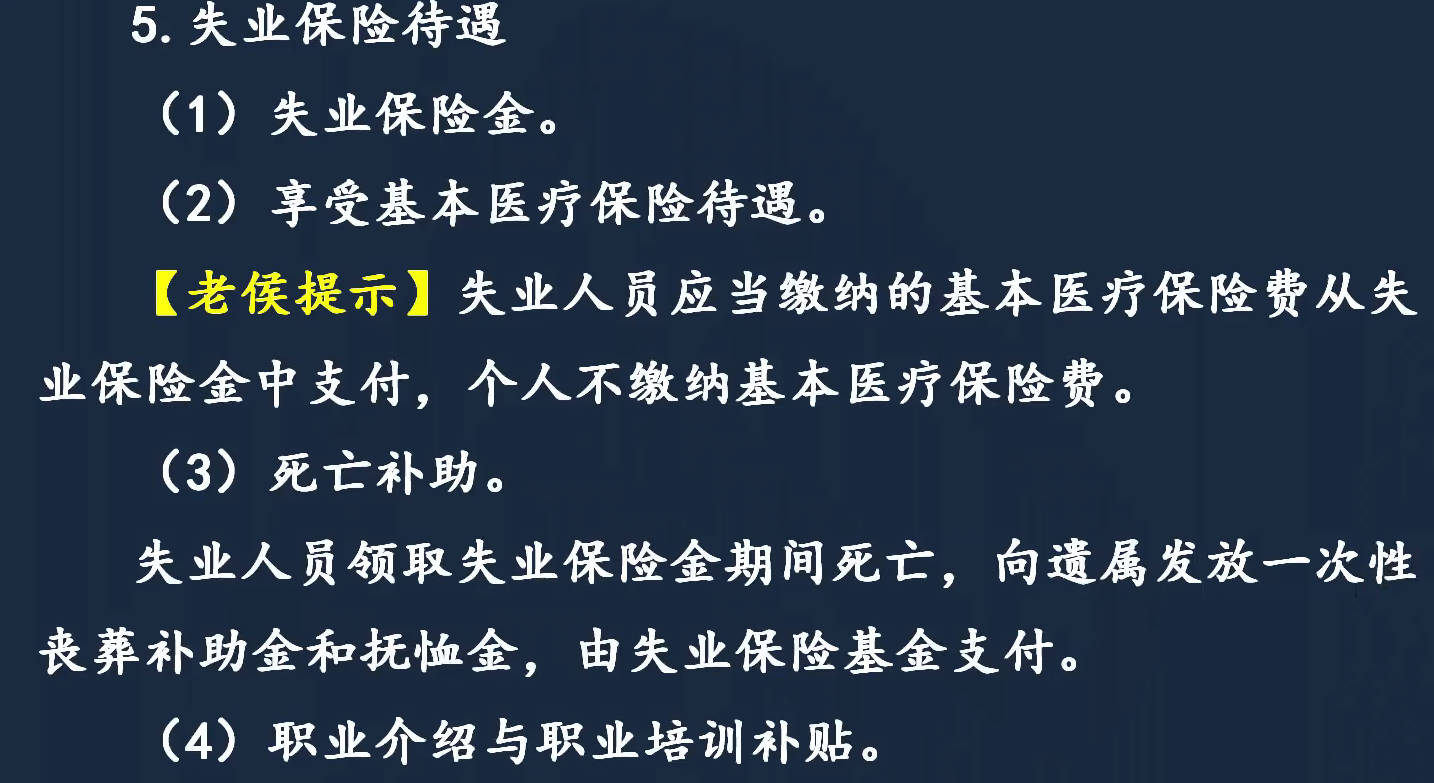 5.失业保险待遇
（1）失业保险金。
（2）享受基本医疗保险待遇。
【老侯提示】失业人员应当缴纳的基本医疗保险费从失
业保险金中支付，个人不缴纳基本医疗保险费。
（3）死亡补助。
失业人员领取失业保险金期间死亡，向遗属发放一次性
丧葬补助金和抚恤金，由失业保险基金支付。
（4）职业介绍与职业培训补贴。